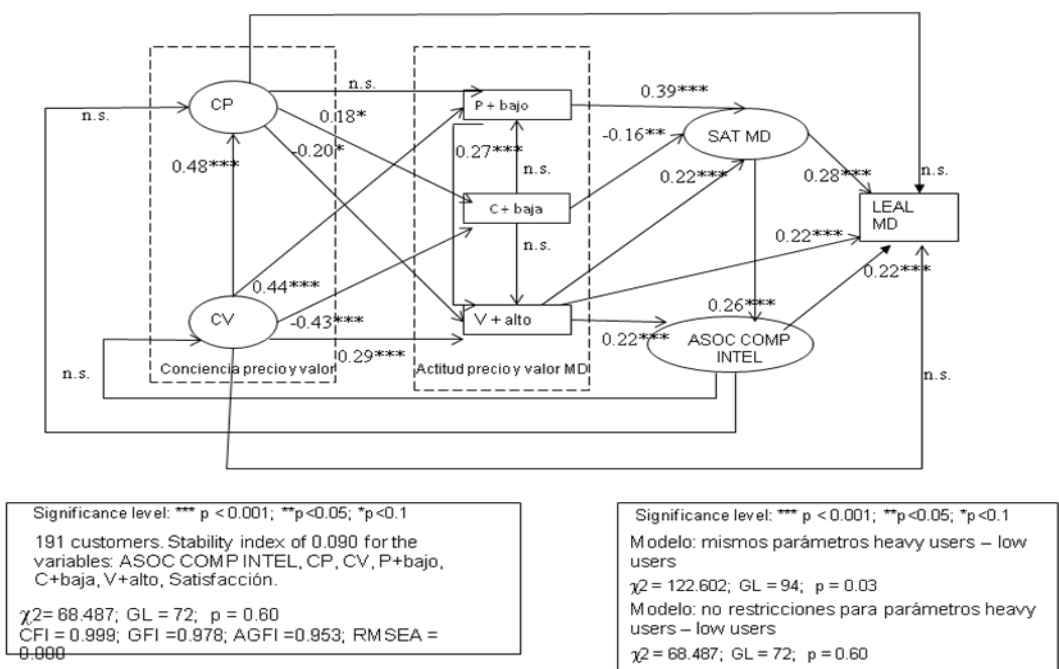 n.s.
CP
n.s.
0.18*
-0.20*
0.48***
P+ bajo
0.39***
0.27***
n.s.
-0.16**
SAT MD
0.22***
0.28***
n.s.
C+ baja
n.s.
LEAL
MD
0.22***
0.22***
0.44***
CV
-0.43***
0.29***
V + alto
0.22***
0.26***
ASOC COMP
INTEL
n.s.
n.s.
Conciencia precio y valor
Actitud precio y valor MD
Significance level: *** p < 0.001; **p<0.05; *p<0.1
191 customers. Stability index of 0.090 for the
variables: ASOC COMP INTEL, CP, CV, P+bajo,
C+baja, V+alto, Satisfacción.
χ2= 68.487; GL = 72; p = 0.60
CFI = 0.999; GFI =0.978; AGFI =0.953; RMSEA =
0.000
Significance level: *** p < 0.001; **p<0.05; *p<0.1
Modelo: mismos parámetros heavy users – low
users
χ2 = 122.602; GL = 94; p = 0.03
Modelo: no restricciones para parámetros heavy
users – low users
χ2 = 68.487; GL = 72; p = 0.60